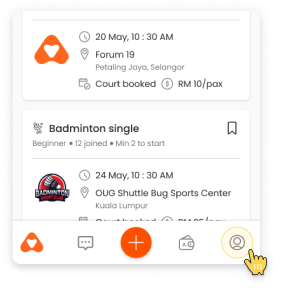 20 May, 10 : 30 AM
Forum 19
Petaling Jaya, Selangor
Court booked RM 10/pax
Badminton single
Beginner • 12 joined • Min 2 to start
24 May, 10 : 30 AM
BADMINTON
OUG Shuttle Bug Sports Center
Kuala Lumpur